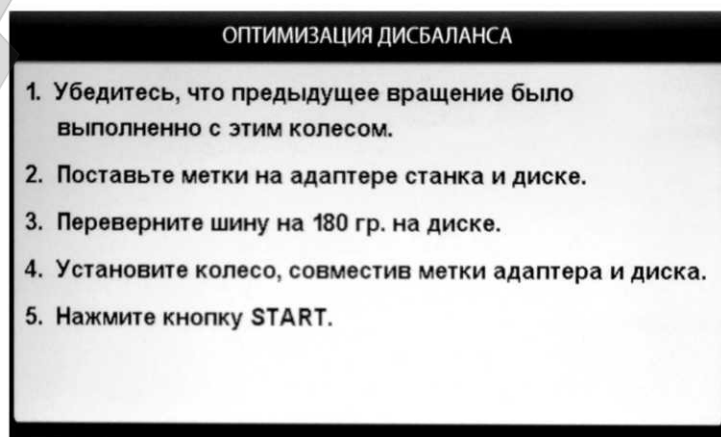 ОПТИМИЗАЦИЯ ДИСБАЛАНСА
1. Убедитесь, что предыдущее вращение было
выполненно с этим колесом.
2. Поставьте метки на адаптере станка и диске.
3. Переверните шину на 180 гр. на диске.
4. Установите колесо, совместив метки адаптера и диска.
5. Нажмите кнопку START.